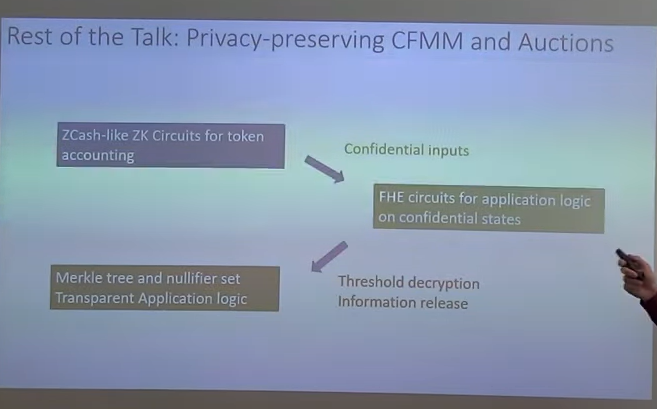 Rest of the Talk: Privacy-preserving CFMM and Auctions
ZCash-like ZK Circuits for token
accounting
Confidential inputs
FHE circuits for application logic
on confidential states
Threshold decryption
Information release
Merkle tree and nullifier set
Transparent Application logic